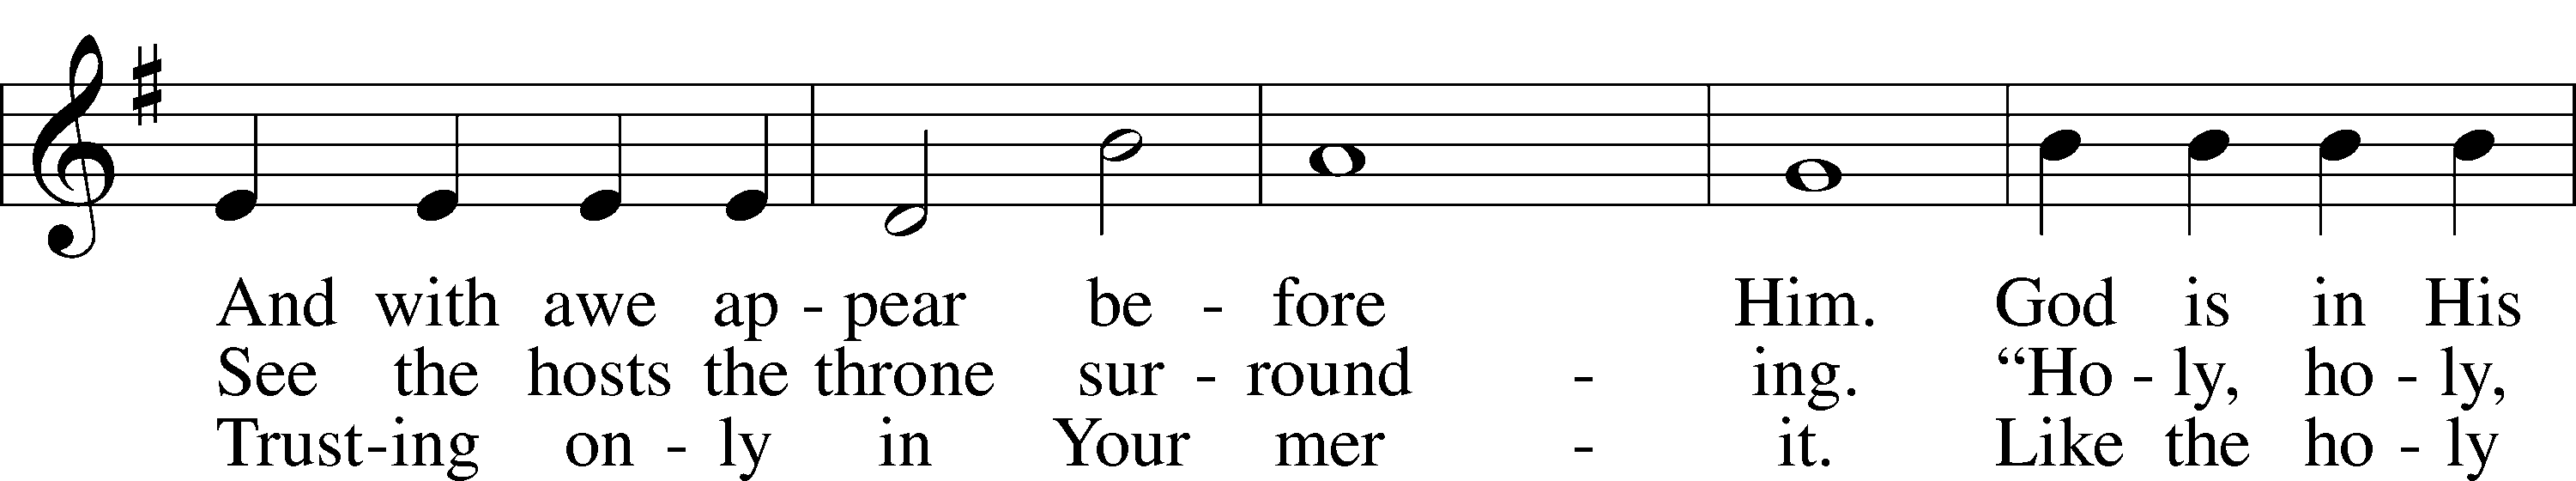 And with awe ap - pear be - fore Him. God is in His
See the hosts the throne sur - round - ing. “Ho - ly, ho - ly,
Trust-ing on - ly in Your mer - it. Like the ho - ly